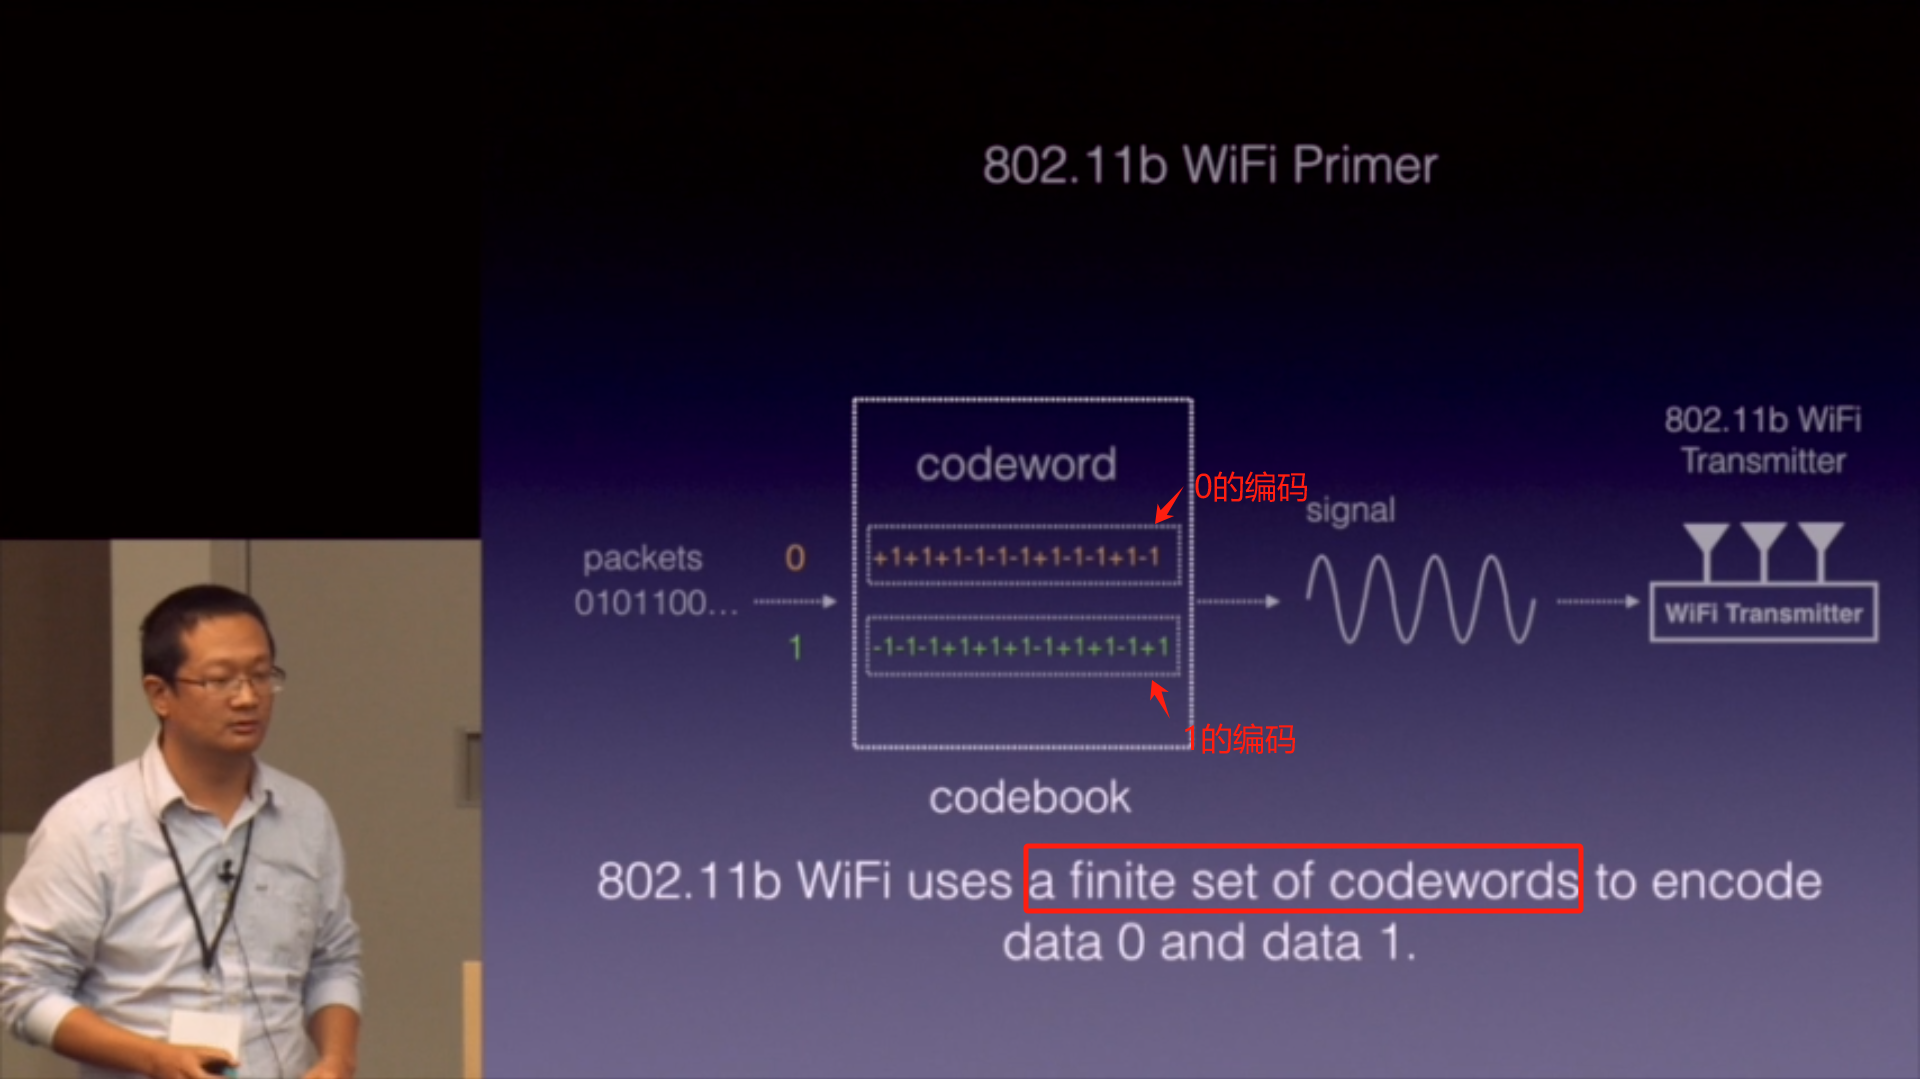 802.11b WiFi Primer
802.11b WiFi
Transmitter
codeword
0的编码
signal
packets
0
+1+1+1-1-1-1+1-1-1+1-1
0101100...
WiFi Transmitter
1
-1-1-1+1+1+1-1+1+1-1+1
1的编码
codebook
802.11b WiFi uses a finite set of codewords to encode
data 0 and data 1.